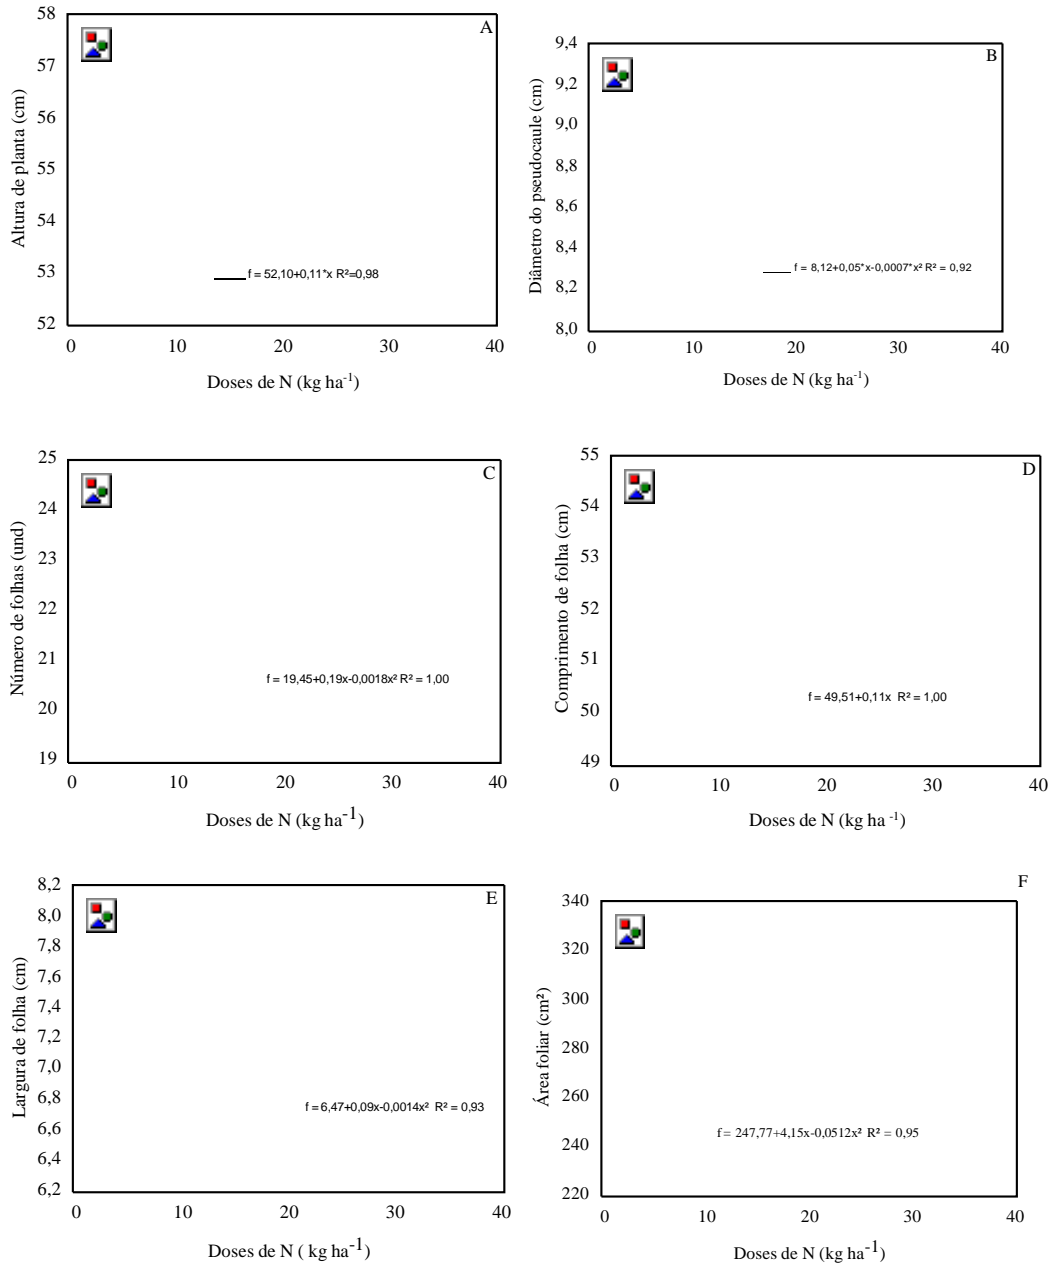 A
58
57
56
55
54
53
52
Altura de planta (cm)
f = 52,10+0,11*x R²=0,98
0 10 20 30 40
Doses de N (kg ha⁻¹)
B
9,4
9,2
9,0
8,8
8,6
8,4
8,2
8,0
Diâmetro do pseudocaule (cm)
f = 8,12+0,05*x-0,0007*x² R² = 0,92
0 10 20 30 40
Doses de N (kg ha⁻¹)
C
25
24
23
22
21
20
19
Número de folhas (und)
f = 19,45+0,19x-0,0018x² R² = 1,00
0 10 20 30 40
Doses de N (kg ha⁻¹)
D
55
54
53
52
51
50
49
Comprimento de folha (cm)
f = 49,51+0,11x R² = 1,00
0 10 20 30 40
Doses de N (kg ha ⁻¹)
E
8,2
8,0
7,8
7,6
7,4
7,2
7,0
6,8
6,6
6,4
6,2
Largura de folha (cm)
f = 6,47+0,09x-0,0014x² R² = 0,93
0 10 20 30 40
Doses de N ( kg ha⁻¹)
F
340
320
300
280
260
240
220
Área foliar (cm²)
f = 247,77+4,15x-0,0512x² R² = 0,95
0 10 20 30 40
Doses de N (kg ha⁻¹)